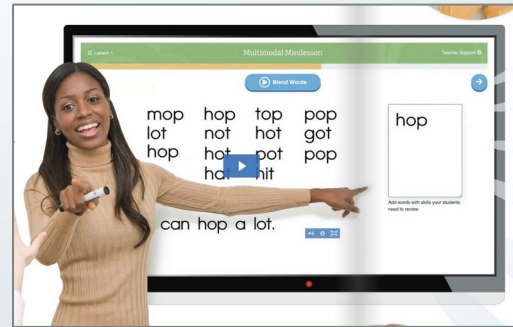 Lesson 1 Multimodal Minilesson Teacher Support
Blend Words
mop hop top pop
lot not hot got
hop hot pot pop
hat hit
can hop a lot.
hop
Add words with skills your students
need to review